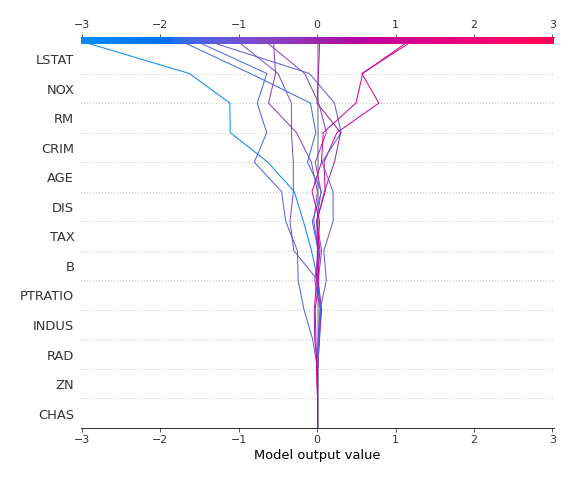 −3 −2 −1 0 1 2 3
LSTAT
NOX
RM
CRIM
AGE
DIS
TAX
B
PTRATIO
INDUS
RAD
ZN
CHAS
−3 −2 −1 0 1 2 3
Model output value